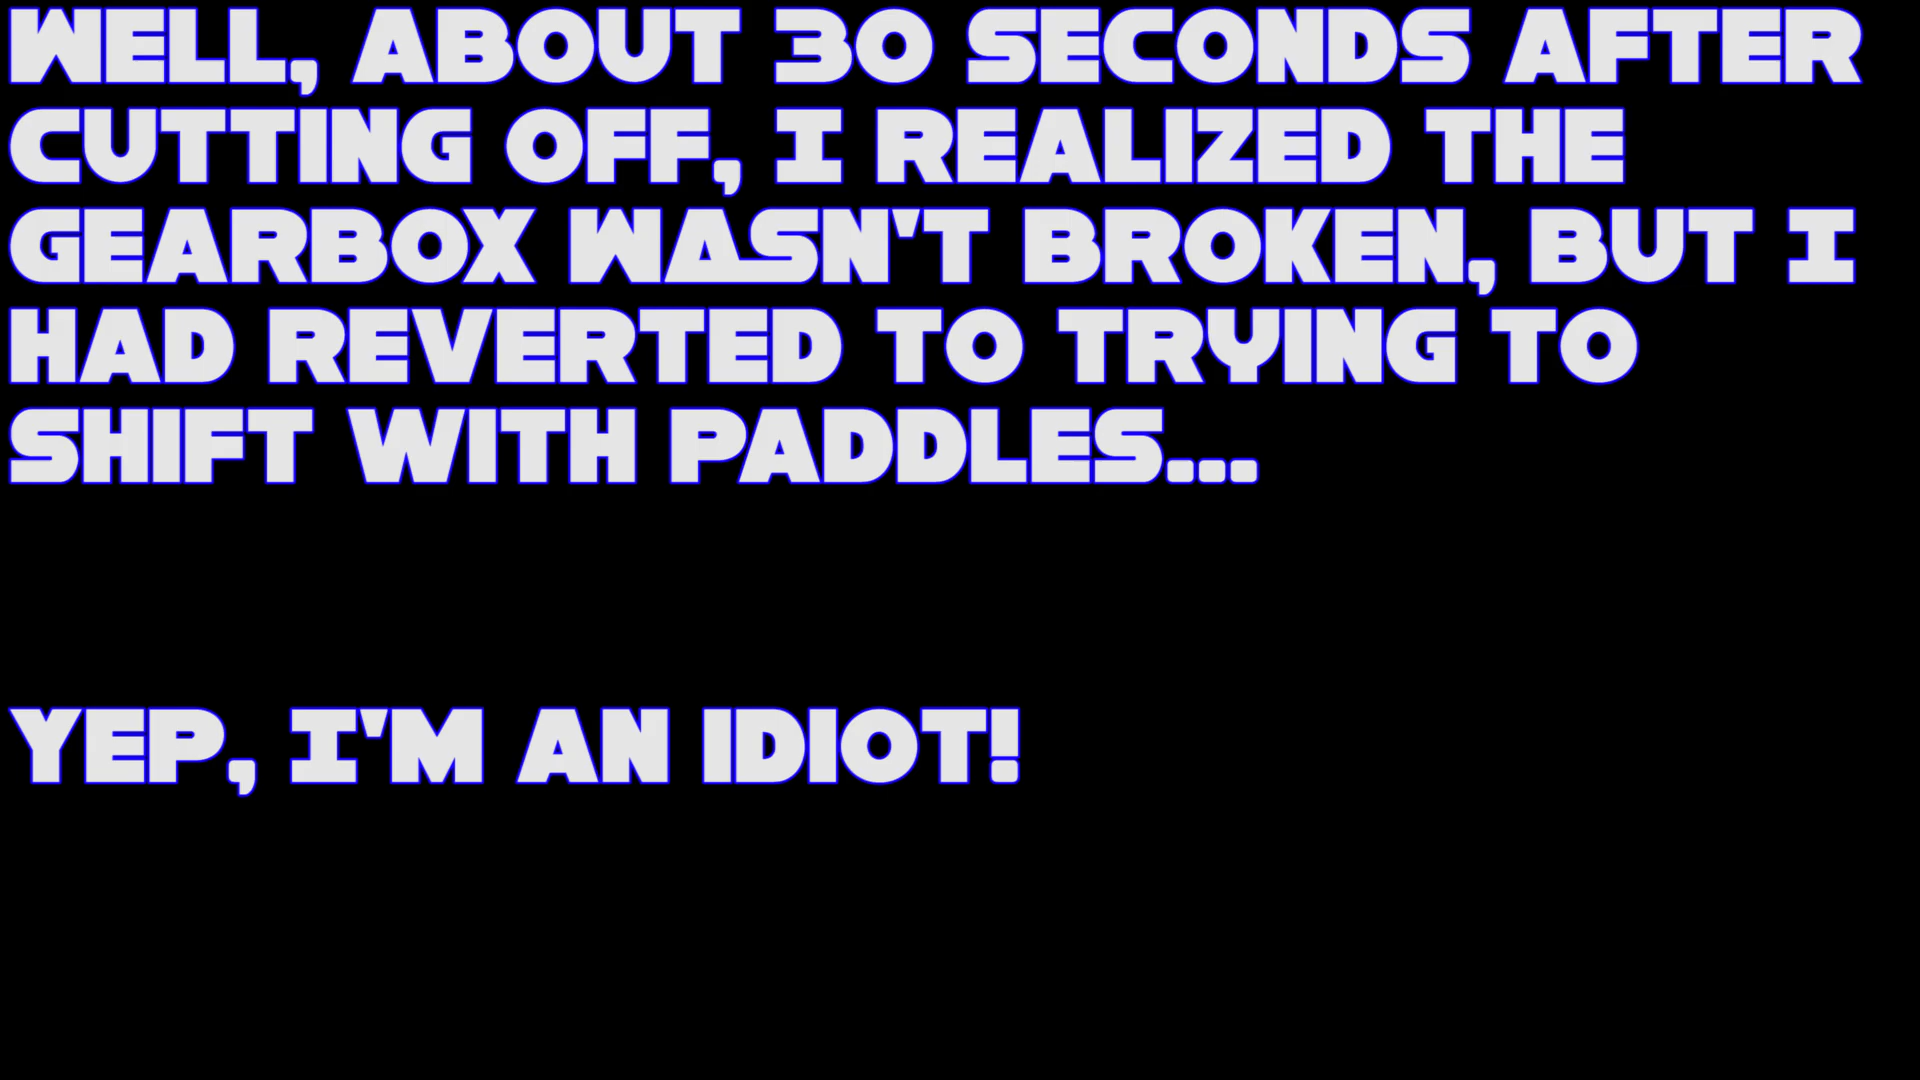 WELL, ABOUT 30 SECONDS AFTER
CUTTING OFF, I REALIZED THE
GEARBOX WASN'T BROKEN, BUT I
HAD REVERTED TO TRYING TO
SHIFT WITH PADDLES...
YEP, I'M AN IDIOT!